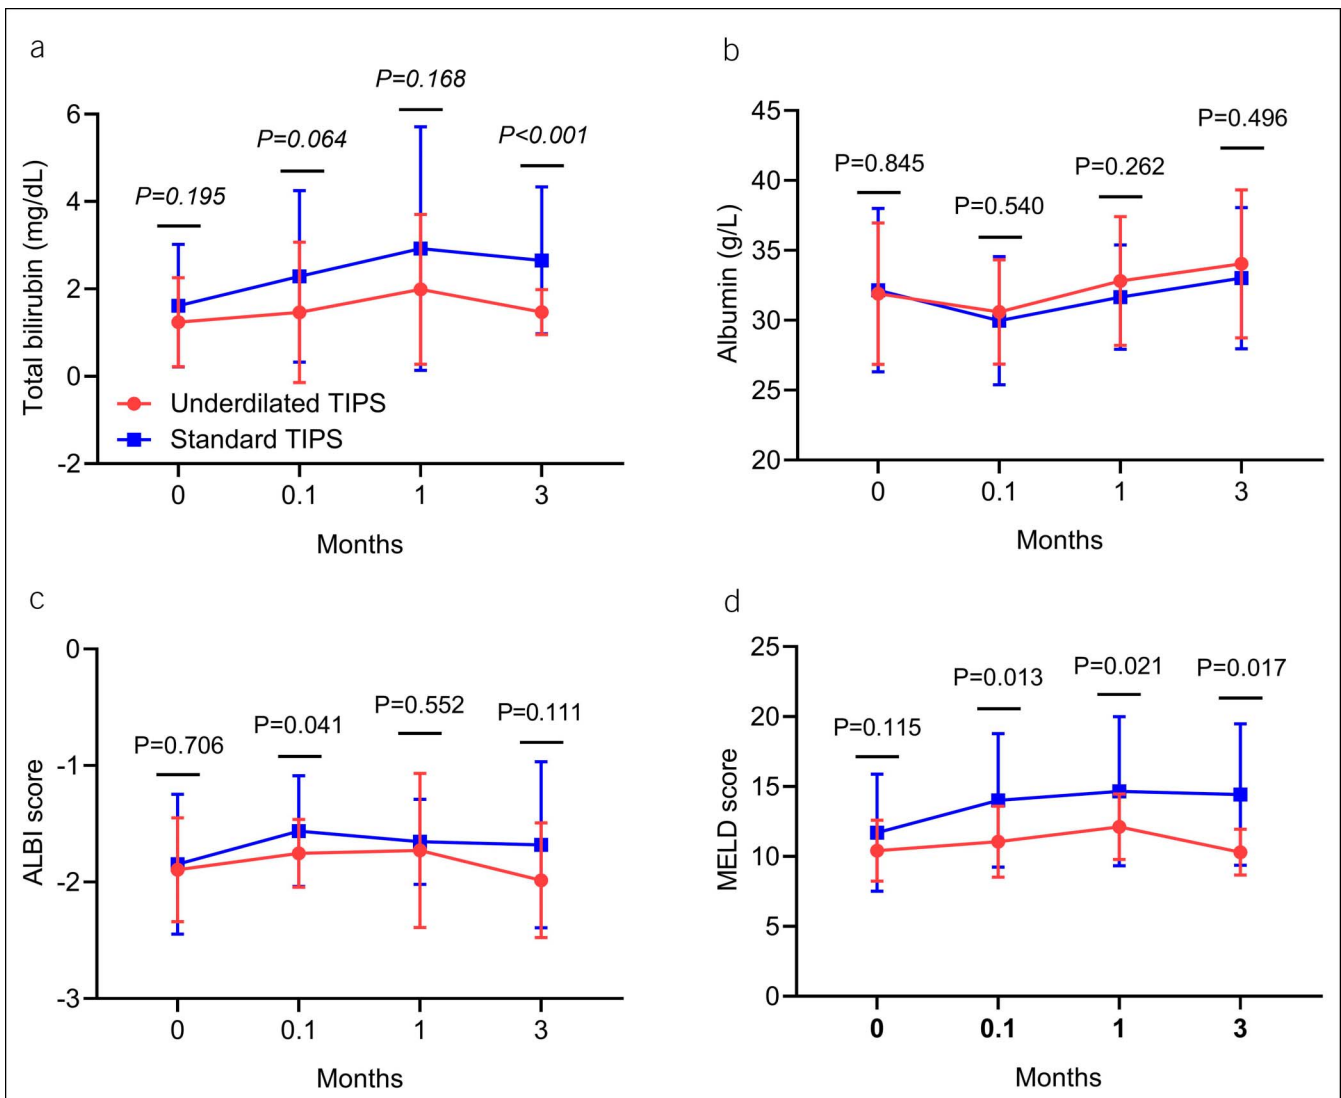 a
P=0.195
P=0.064
P=0.168
P<0.001
Total bilirubin (mg/dL)
6
4
2
0
-2
Underdilated TIPS
Standard TIPS
0 0.1 1 3
Months
b
P=0.845
P=0.540
P=0.262
P=0.496
Albumin (g/L)
45
40
35
30
25
20
0 0.1 1 3
Months
c
P=0.706
P=0.041
P=0.552
P=0.111
ALBI score
0
-1
-2
-3
0 0.1 1 3
Months
d
P=0.115
P=0.013
P=0.021
P=0.017
MELD score
25
20
15
10
5
0
0 0.1 1 3
Months